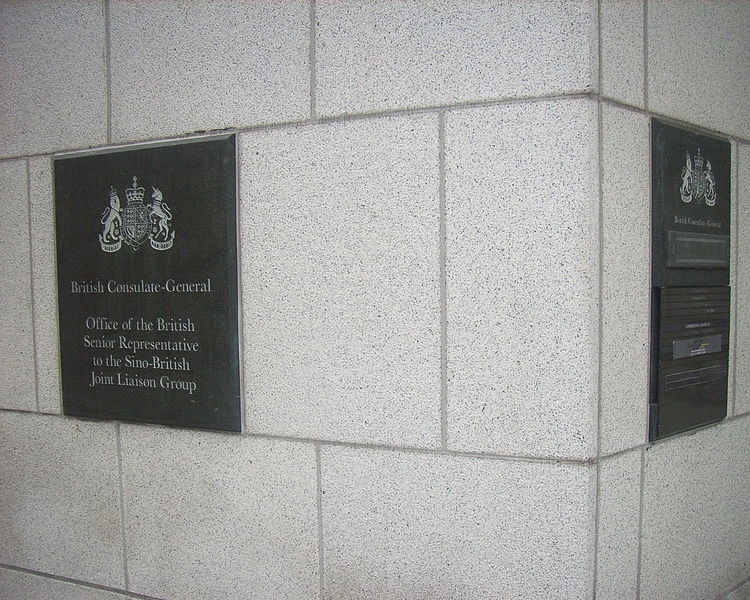 British Consulate-General
Office of the British
Senior Representative
to the Sino-British
Joint Liaison Group
British Consulate-General